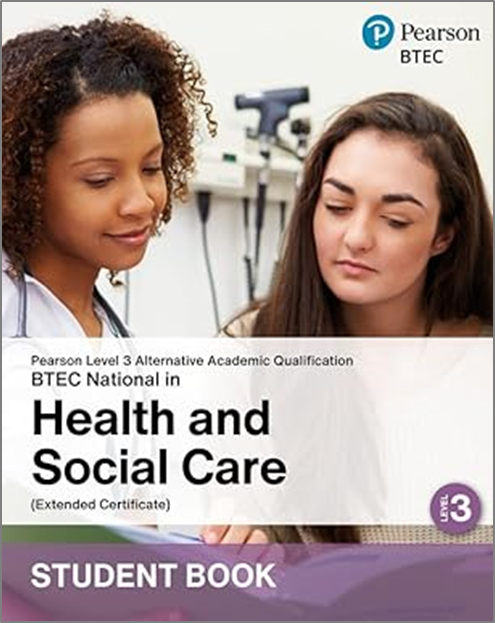 Pearson
BTEC
Pearson Level 3 Alternative Academic Qualification
BTEC National in
Health and
Social Care
(Extended Certificate)
LEVEL 3
STUDENT BOOK